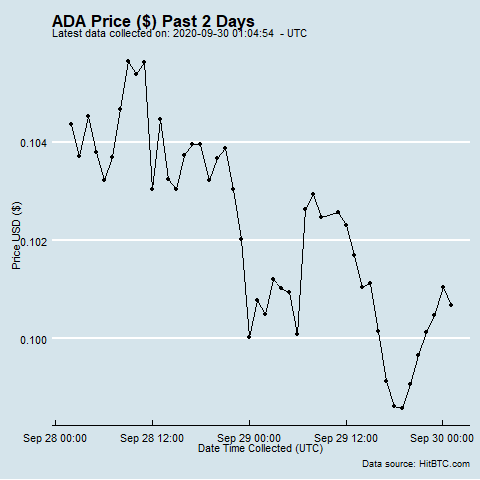 ADA Price ($) Past 2 Days
Latest data collected on: 2020-09-30 01:04:54  - UTC
Price USD ($)
0.104
0.102
0.100
Sep 28 00:00 Sep 28 12:00 Sep 29 00:00 Sep 29 12:00 Sep 30 00:00
Date Time Collected (UTC)
Data source: HitBTC.com